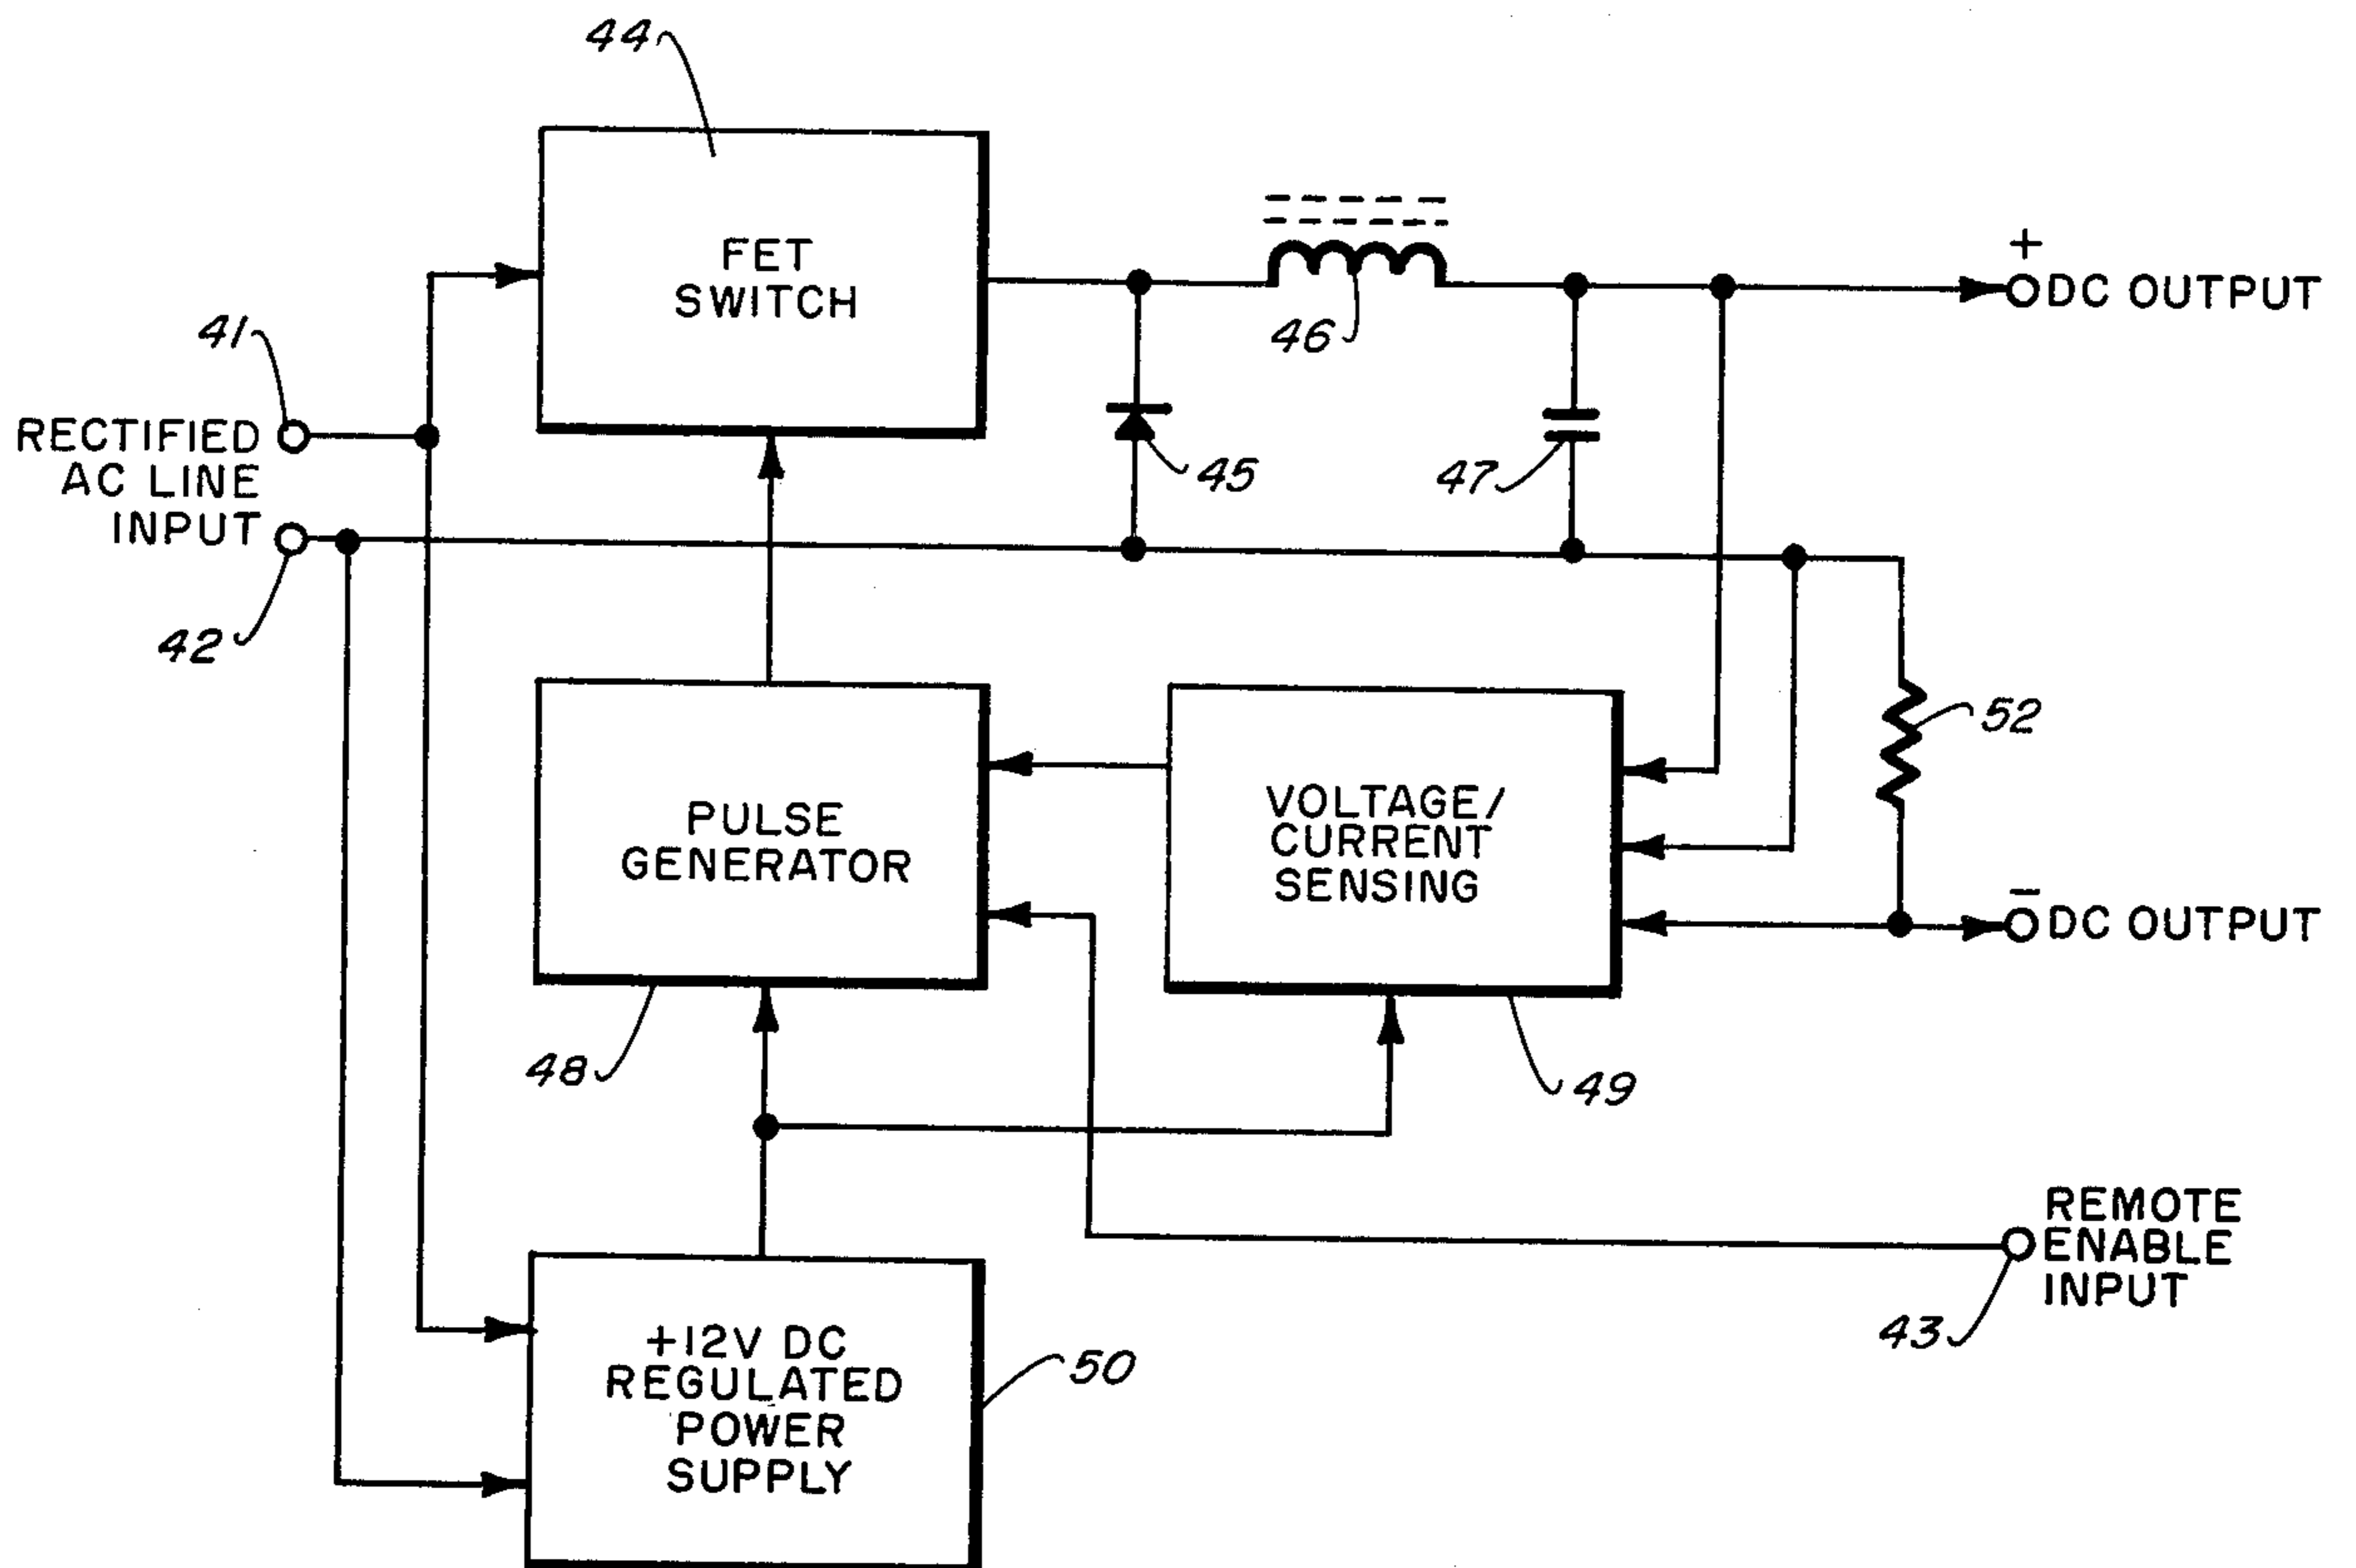 44
FET
SWITCH
+
DC OUTPUT
46
41
RECTIFIED
AC LINE
INPUT
45
47
42
52
PULSE
GENERATOR
VOLTAGE/
CURRENT
SENSING
−
DC OUTPUT
48
49
REMOTE
ENABLE
INPUT
43
+12V DC
REGULATED
POWER
SUPPLY
50